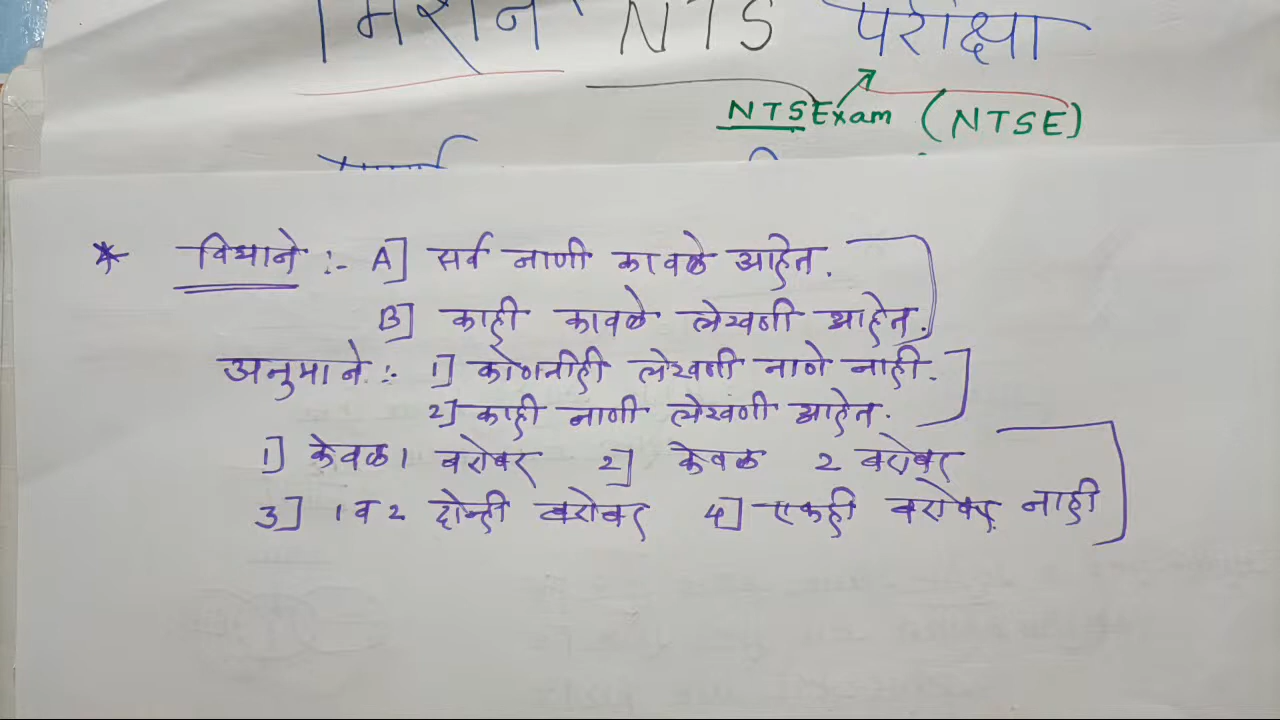 मिशन NTS परीक्षा
NTSExam (NTSE)
* विधाने :- A] सर्व नाणी कावळे आहेत.
B] काही कावळे लेखणी आहेत.
अनुमाने :- 1] कोणतीही लेखणी नाणे नाही.
2] काही नाणी लेखणी आहेत.
1] केवळ 1 बरोबर 2] केवळ 2 बरोबर
3] 1 व 2 दोन्ही बरोबर 4] एकही बरोबर नाही